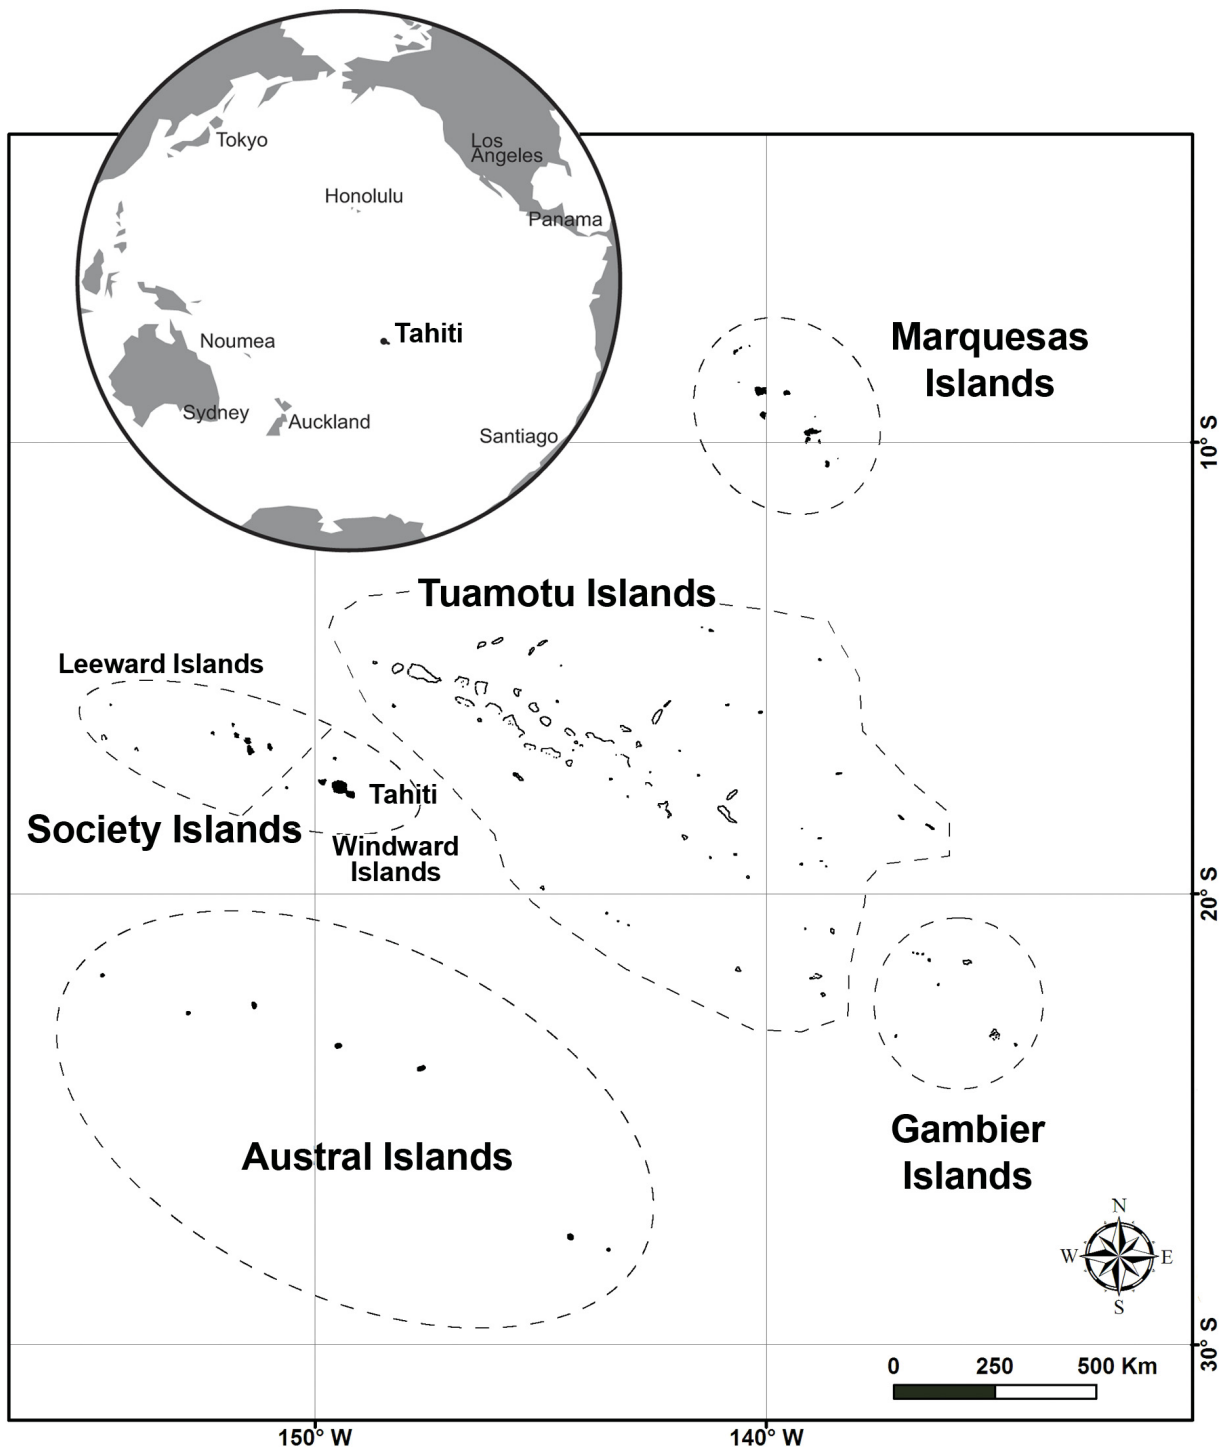 Tokyo
Los
Angeles
Honolulu
Panama
Tahiti
Noumea
Sydney
Auckland
Santiago
Marquesas
Islands
10° S
Tuamotu Islands
Leeward Islands
Tahiti
Society Islands
Windward
Islands
20° S
Austral Islands
Gambier
Islands
N
W
E
S
30° S
0
250
500 Km
150° W
140° W